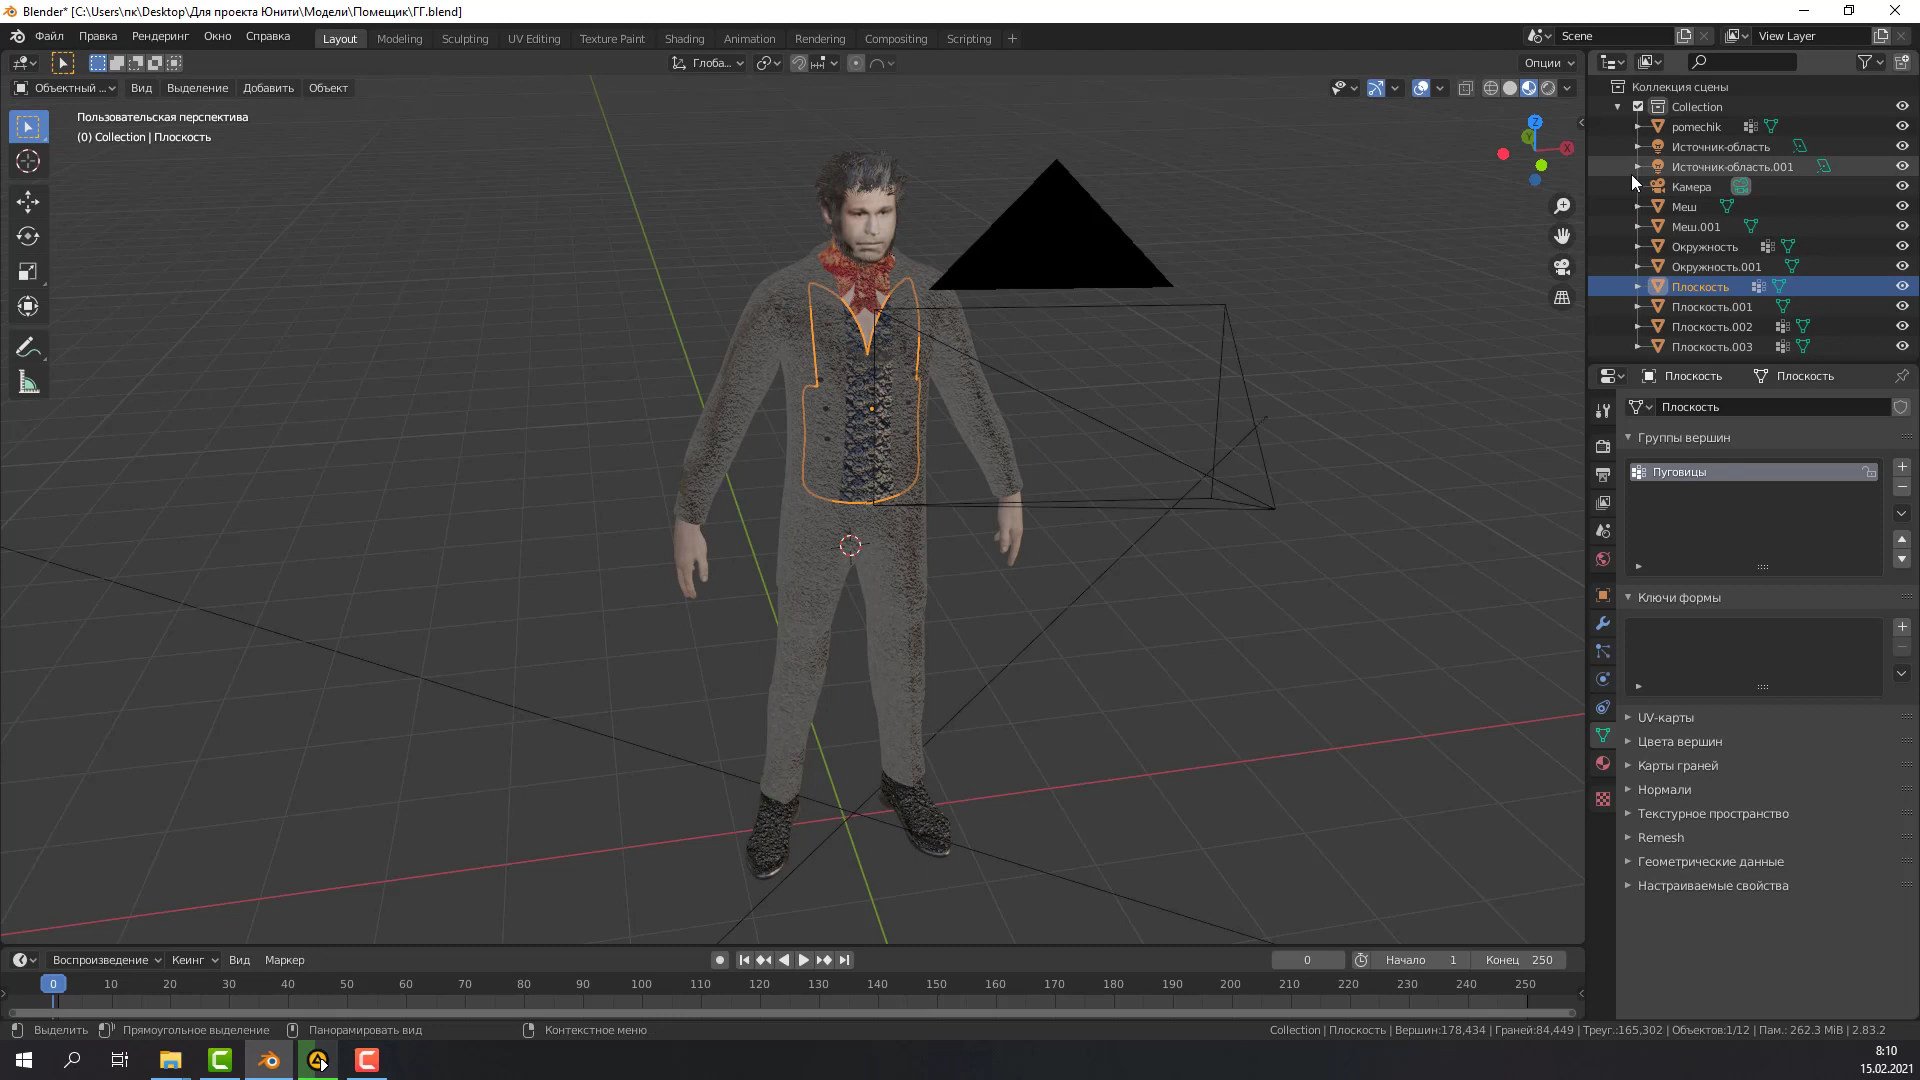 Blender* [C:\Users\пк\Desktop\Для проекта Юнити\Модели\Помещик\ГГ.blend]
Файл Правка Рендеринг Окно Справка Layout Modeling Sculpting UV Editing Texture Paint Shading Animation Rendering Compositing Scripting Scene View Layer
Глоба... Опции
Объектный ... Вид Выделение Добавить Объект
Пользовательская перспектива
(0) Collection | Плоскость
Z
Y
X
Коллекция сцены
Collection
pomechik
Источник-область
Источник-область.001
Камера
Меш
Меш.001
Окружность
Окружность.001
Плоскость
Плоскость.001
Плоскость.002
Плоскость.003
Плоскость Плоскость
Плоскость
Группы вершин
Пуговицы
Ключи формы
UV-карты
Цвета вершин
Карты граней
Нормали
Текстурное пространство
Remesh
Геометрические данные
Настраиваемые свойства
Воспроизведение Кеинг Вид Маркер 0 Начало 1 Конец 250
0 10 20 30 40 50 60 70 80 90 100 110 120 130 140 150 160 170 180 190 200 210 220 230 240 250
Выделить Прямоугольное выделение Панорамировать вид Контекстное меню Collection | Плоскость | Вершин:178,434 | Граней:84,449 | Треуг.:165,302 | Объекты:1/12 | Пам.: 262.3 MiB | 2.83.2
8:10
15.02.2021